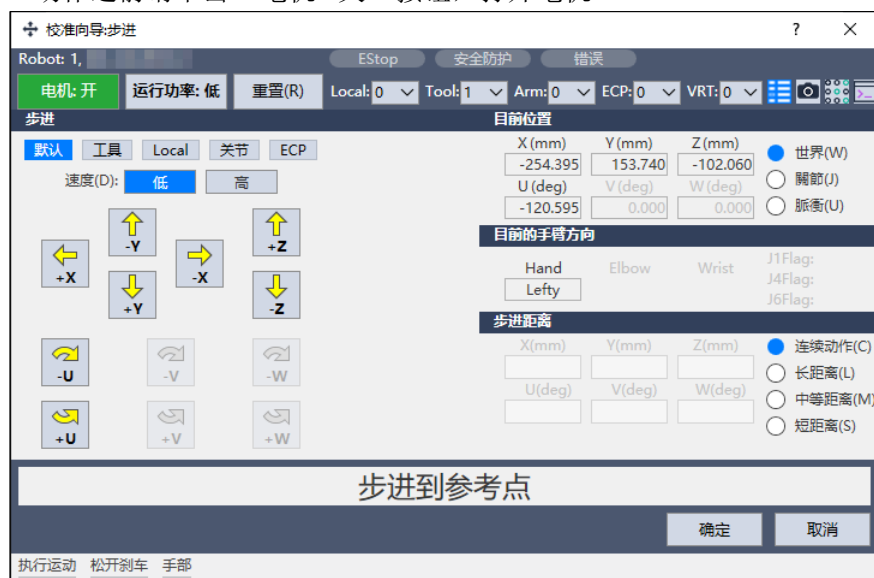 校准向导:步进 ?
Robot: 1,
EStop 安全防护 错误
电机: 开 运行功率: 低 重置(R) Local: 0 Tool: 1 Arm: 0 ECP: 0 VRT: 0
步进 目前位置
默认 工具 Local 关节 ECP
速度(D): 低 高
-Y +Z
+X -X
+Y -Z
-U -V -W
+U +V +W
X (mm) Y (mm) Z (mm)
-254.395 153.740 -102.060
U (deg) V (deg) W (deg)
-120.595 0.000 0.000
世界(W)
關節(J)
脈衝(U)
目前的手臂方向
Hand Elbow Wrist
Lefty
J1Flag:
J4Flag:
J6Flag:
步进距离
X(mm) Y(mm) Z(mm)
U(deg) V(deg) W(deg)
连续动作(C)
长距离(L)
中等距离(M)
短距离(S)
步进到参考点
确定 取消
执行运动 松开刹车 手部